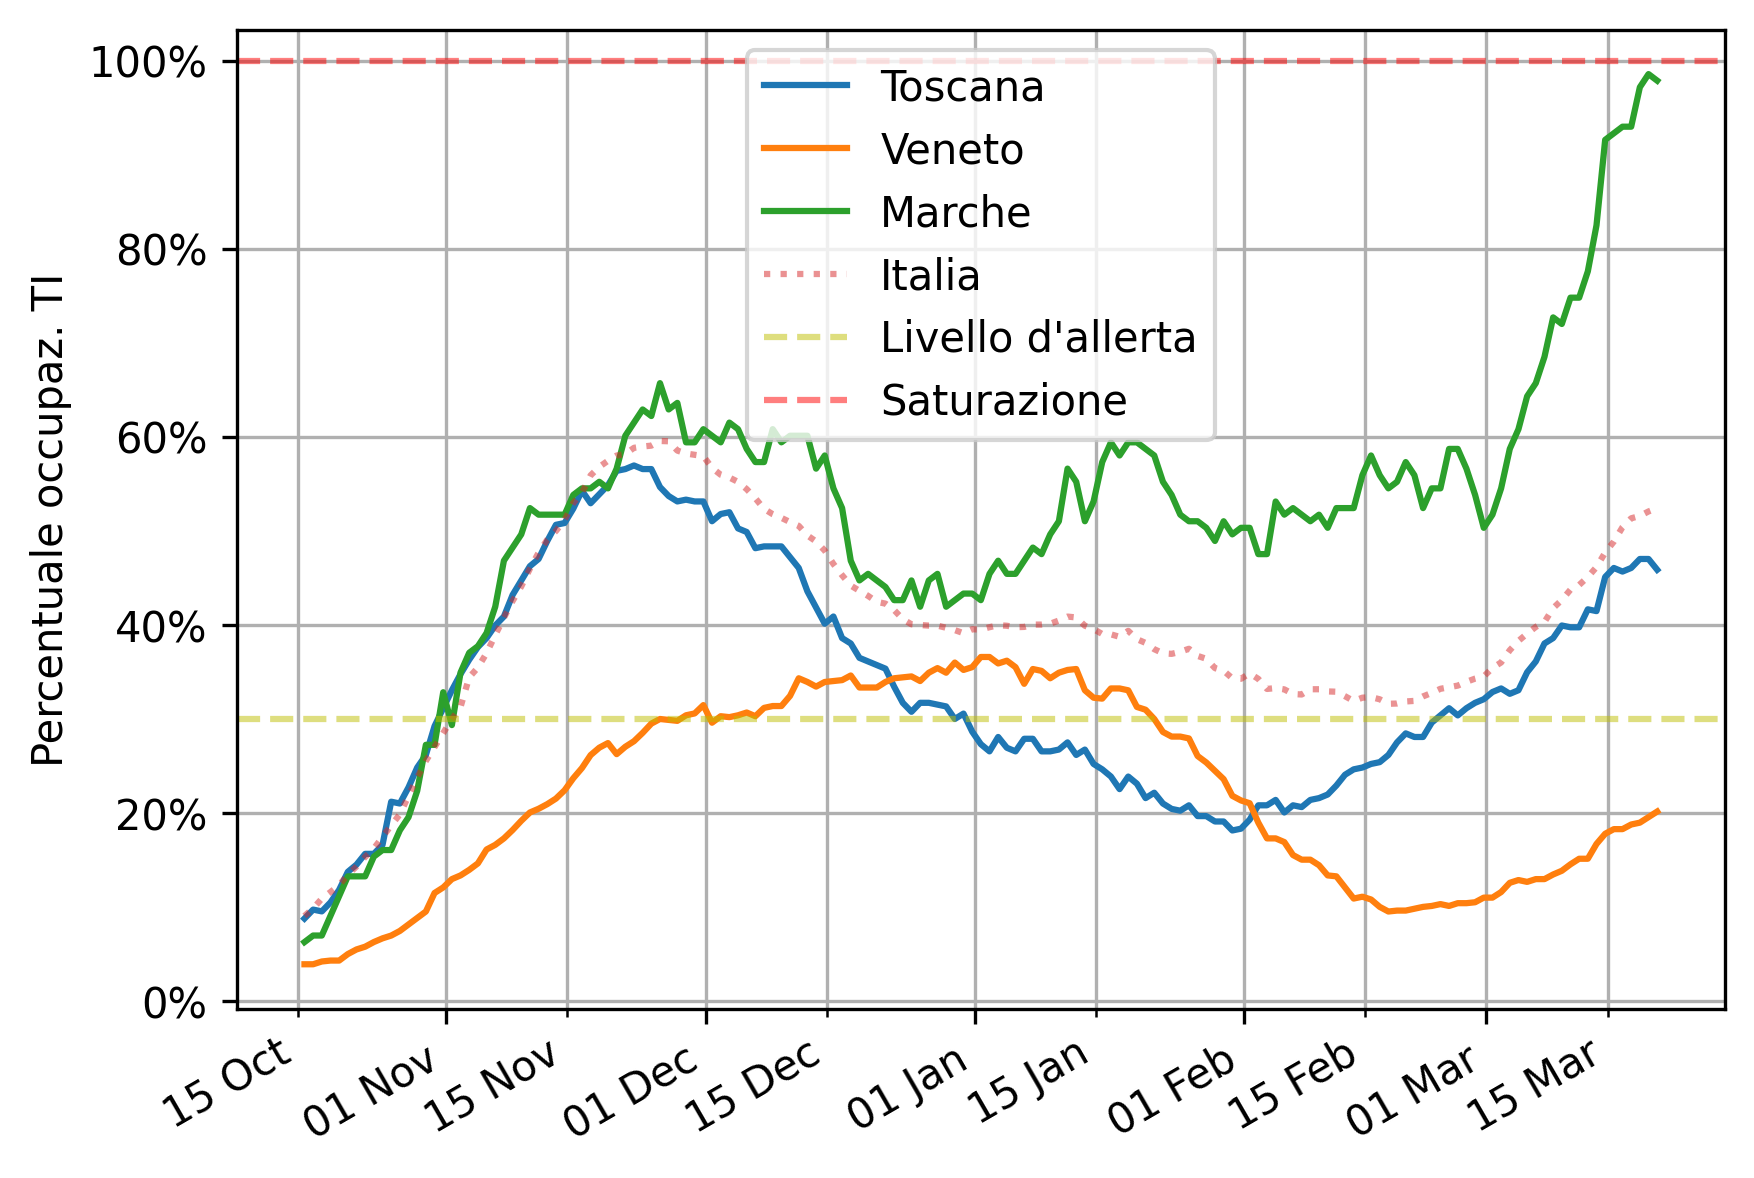 Percentuale occupaz. TI
100%
80%
60%
40%
20%
0%
Toscana
Veneto
Marche
Italia
Livello d'allerta
Saturazione
15 Oct
01 Nov
15 Nov
01 Dec
15 Dec
01 Jan
15 Jan
01 Feb
15 Feb
01 Mar
15 Mar